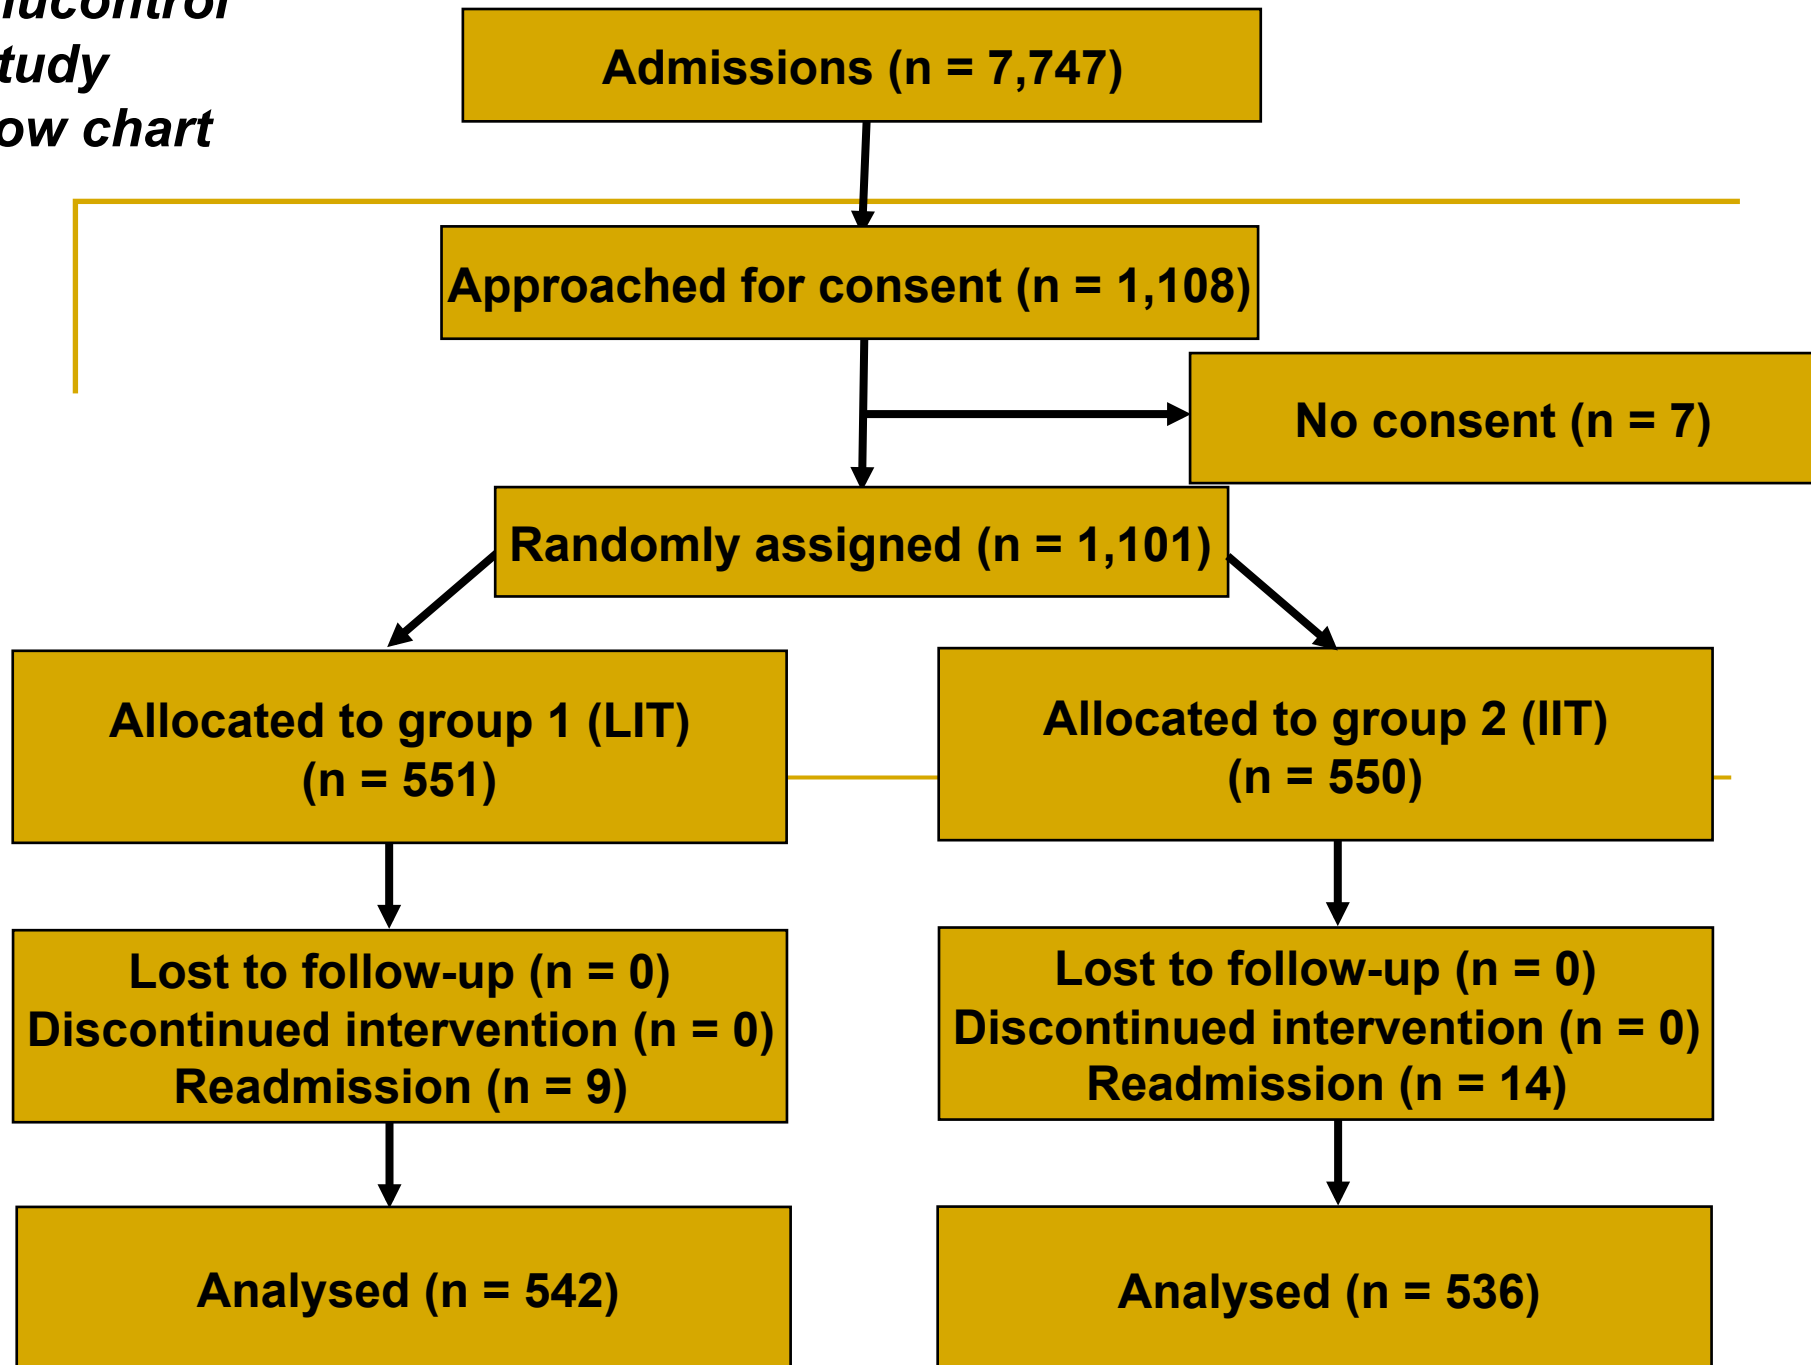 lucontrol
tudy
ow chart
Admissions (n = 7,747)
Approached for consent (n = 1,108)
No consent (n = 7)
Randomly assigned (n = 1,101)
Allocated to group 1 (LIT)
(n = 551)
Allocated to group 2 (IIT)
(n = 550)
Lost to follow-up (n = 0)
Discontinued intervention (n = 0)
Readmission (n = 9)
Lost to follow-up (n = 0)
Discontinued intervention (n = 0)
Readmission (n = 14)
Analysed (n = 542)
Analysed (n = 536)